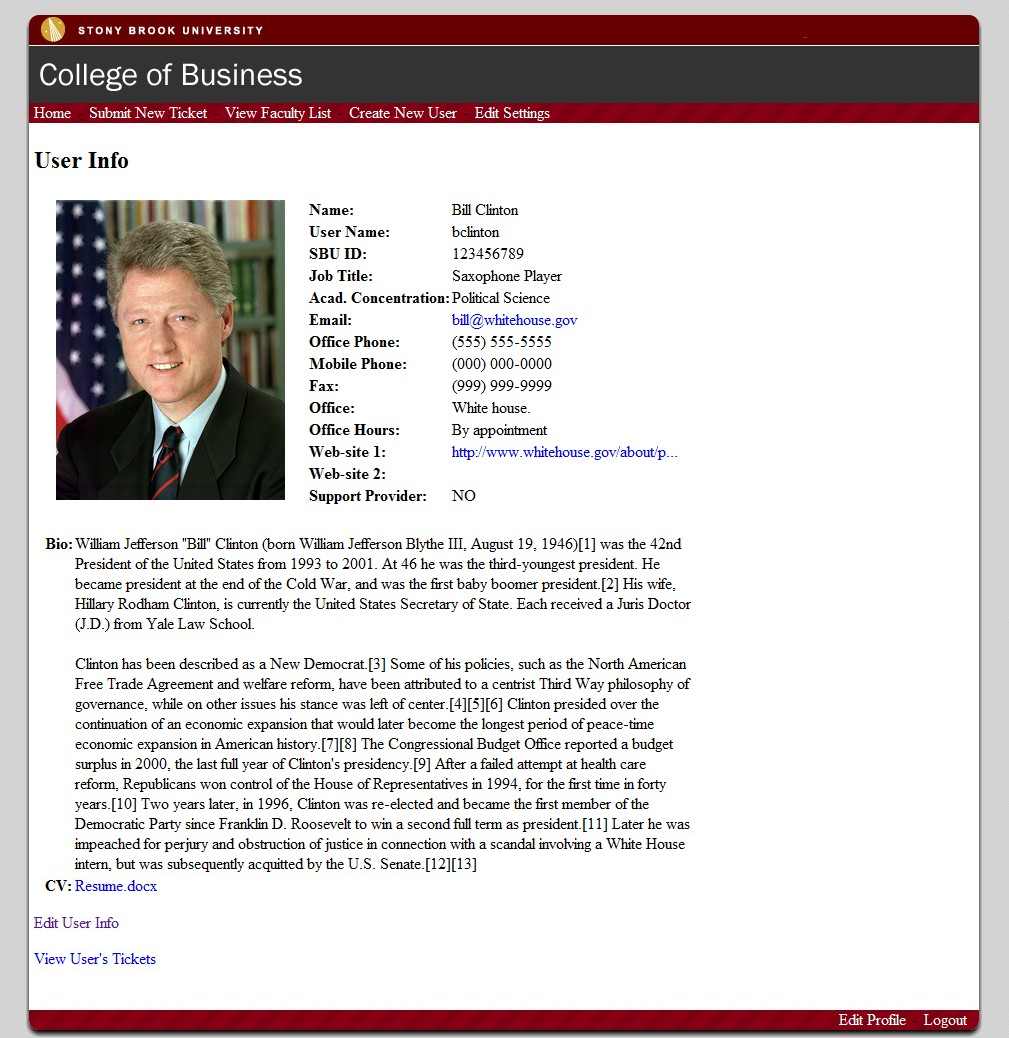 STONY BROOK UNIVERSITY
College of Business
Home - Submit New Ticket - View Faculty List - Create New User - Edit Settings
User Info
Name: Bill Clinton
User Name: bclinton
SBU ID: 123456789
Job Title: Saxophone Player
Acad. Concentration: Political Science
Email: bill@whitehouse.gov
Office Phone: (555) 555-5555
Mobile Phone: (000) 000-0000
Fax: (999) 999-9999
Office: White house.
Office Hours: By appointment
Web-site 1: http://www.whitehouse.gov/about/p...
Web-site 2:
Support Provider: NO
Bio: William Jefferson "Bill" Clinton (born William Jefferson Blythe III, August 19, 1946)[1] was the 42nd
President of the United States from 1993 to 2001. At 46 he was the third-youngest president. He
became president at the end of the Cold War, and was the first baby boomer president.[2] His wife,
Hillary Rodham Clinton, is currently the United States Secretary of State. Each received a Juris Doctor
(J.D.) from Yale Law School.
Clinton has been described as a New Democrat.[3] Some of his policies, such as the North American
Free Trade Agreement and welfare reform, have been attributed to a centrist Third Way philosophy of
governance, while on other issues his stance was left of center.[4][5][6] Clinton presided over the
continuation of an economic expansion that would later become the longest period of peace-time
economic expansion in American history.[7][8] The Congressional Budget Office reported a budget
surplus in 2000, the last full year of Clinton's presidency.[9] After a failed attempt at health care
reform, Republicans won control of the House of Representatives in 1994, for the first time in forty
years.[10] Two years later, in 1996, Clinton was re-elected and became the first member of the
Democratic Party since Franklin D. Roosevelt to win a second full term as president.[11] Later he was
impeached for perjury and obstruction of justice in connection with a scandal involving a White House
intern, but was subsequently acquitted by the U.S. Senate.[12][13]
CV: Resume.docx
Edit User Info
View User's Tickets
Edit Profile - Logout